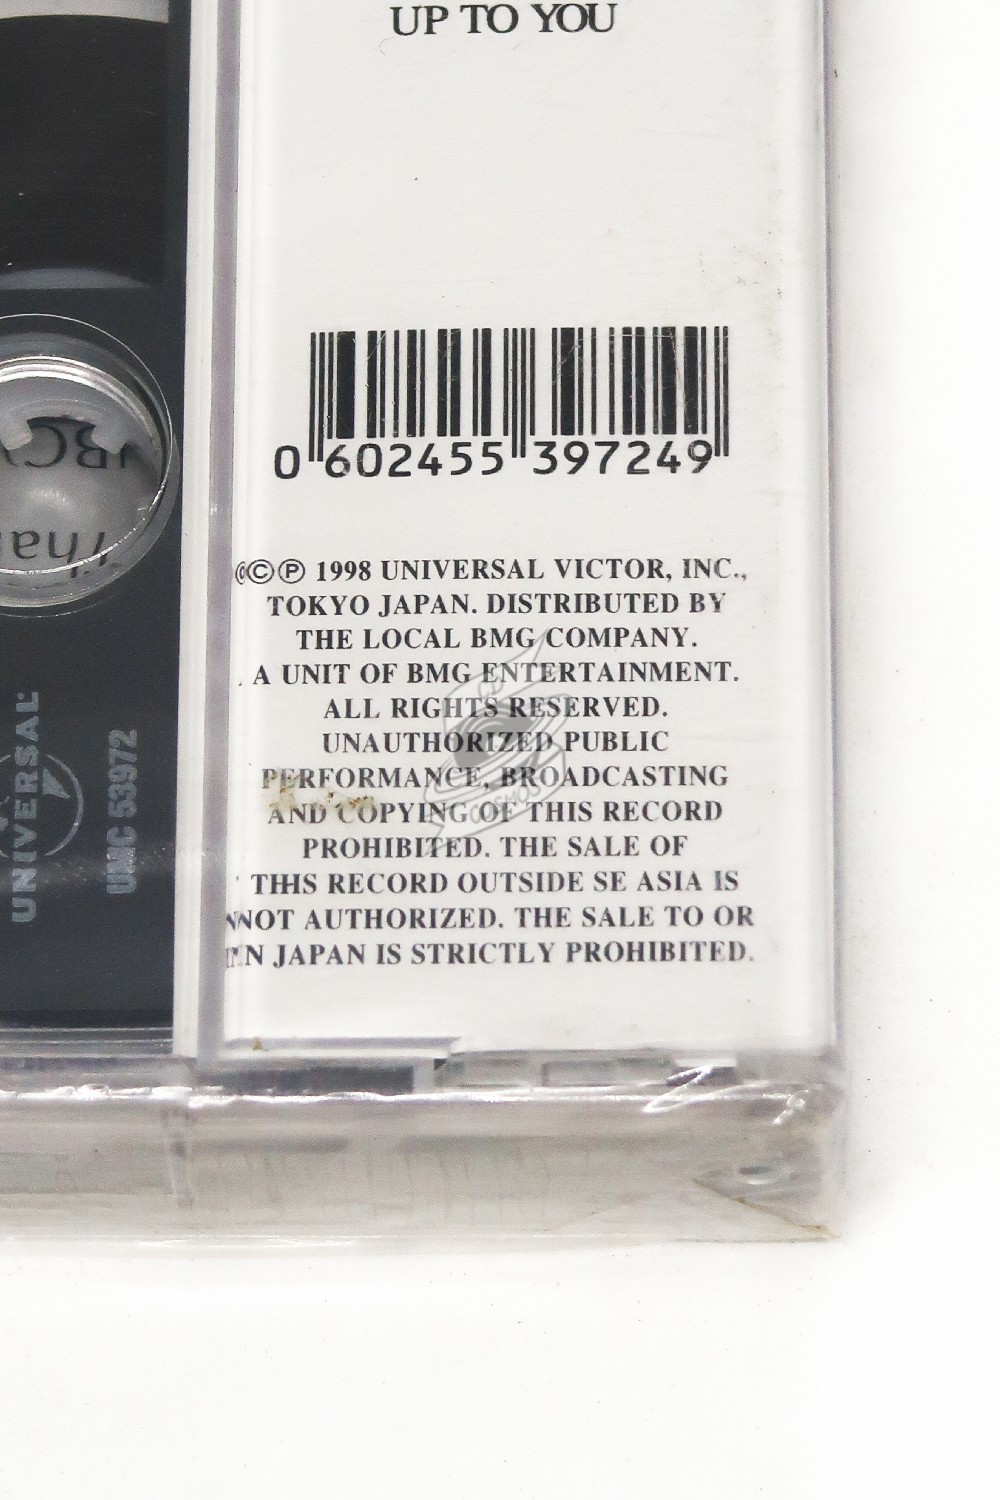 UP TO YOU
0 602455 397249
©℗ 1998 UNIVERSAL VICTOR, INC.,
TOKYO JAPAN. DISTRIBUTED BY
THE LOCAL BMG COMPANY.
A UNIT OF BMG ENTERTAINMENT.
ALL RIGHTS RESERVED.
UNAUTHORIZED PUBLIC
PERFORMANCE, BROADCASTING
AND COPYING OF THIS RECORD
PROHIBITED. THE SALE OF
THIS RECORD OUTSIDE SE ASIA IS
NOT AUTHORIZED. THE SALE TO OR
IN JAPAN IS STRICTLY PROHIBITED.
UNIVERSAL
UMC 53972
COSMOS